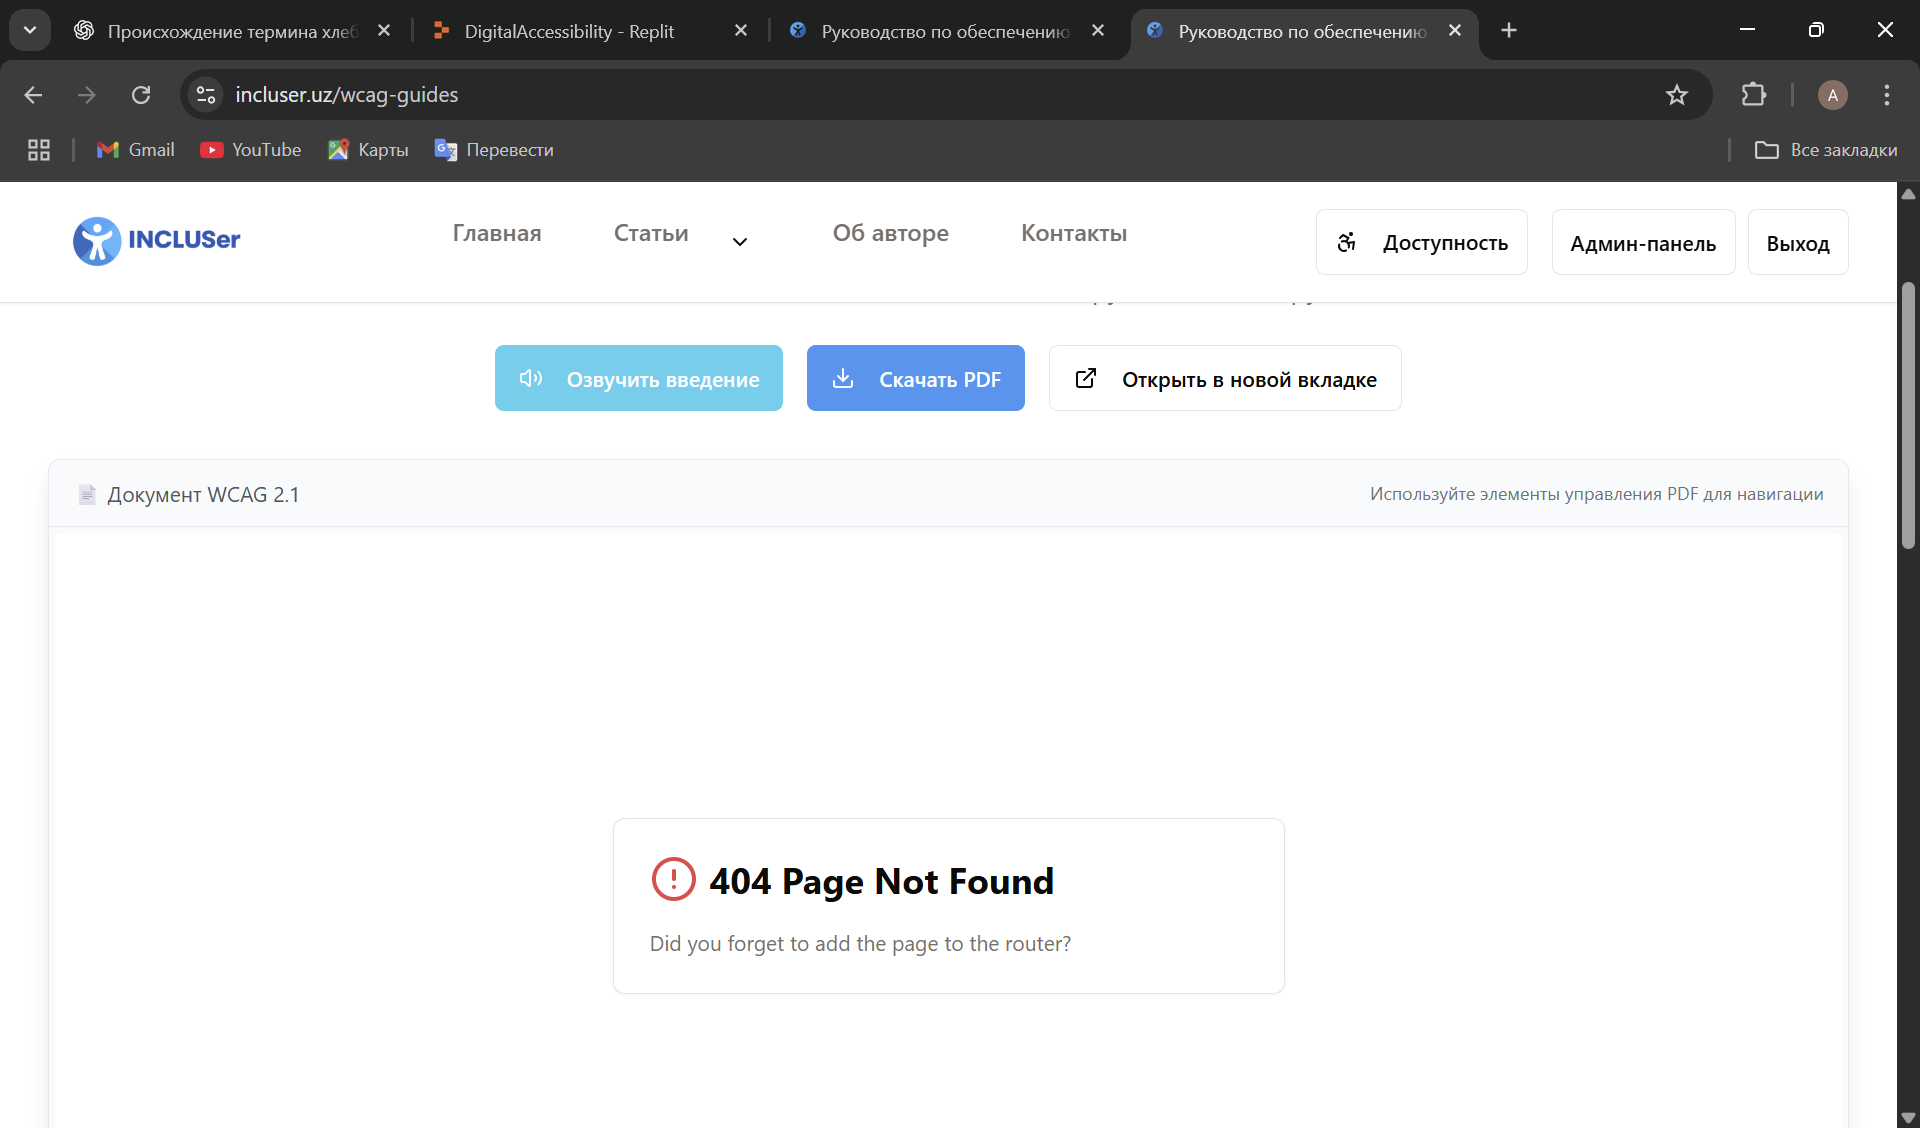 Происхождение термина хлеб
DigitalAccessibility - Replit
Руководство по обеспечению
Руководство по обеспечению
incluser.uz/wcag-guides
A
Gmail
YouTube
Карты
Перевести
Все закладки
INCLUSer
Главная
Статьи
Об авторе
Контакты
Доступность
Админ-панель
Выход
Озвучить введение
Скачать PDF
Открыть в новой вкладке
Документ WCAG 2.1
Используйте элементы управления PDF для навигации
404 Page Not Found
Did you forget to add the page to the router?